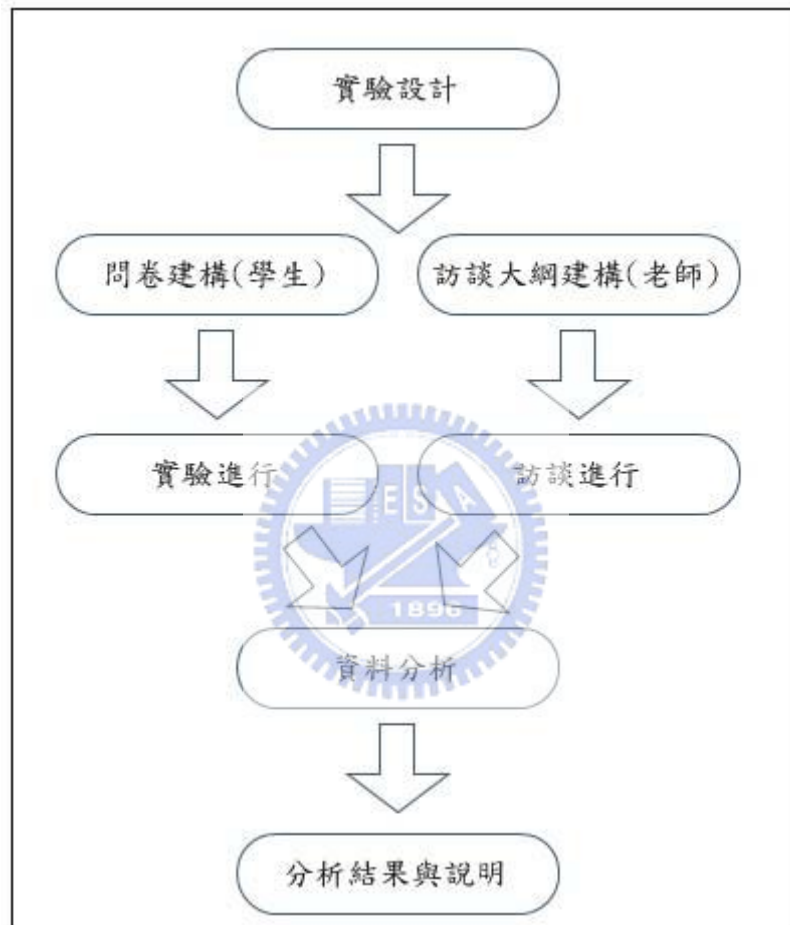 實驗設計
問卷建構(學生)
訪談大綱建構(老師)
實驗進行
訪談進行
E S A
1896
資料分析
分析結果與說明